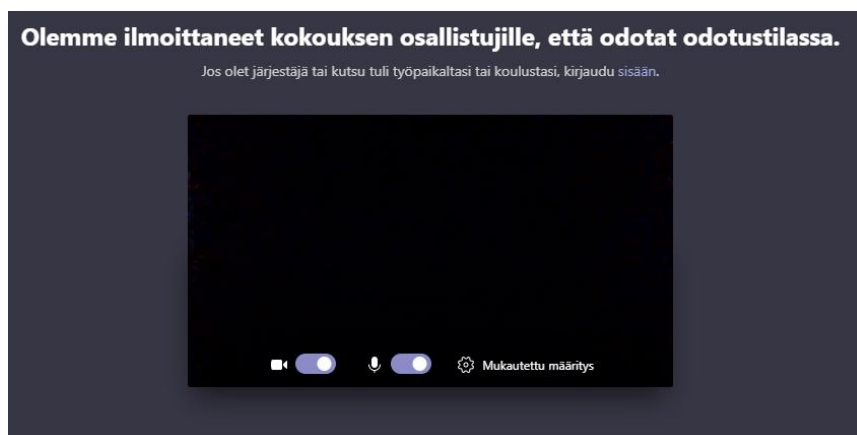 Olemme ilmoittaneet kokouksen osallistujille, että odotat odotustilassa.
Jos olet järjestäjä tai kutsu tuli työpaikaltasi tai koulustasi, kirjaudu sisään.
Mukautettu määritys